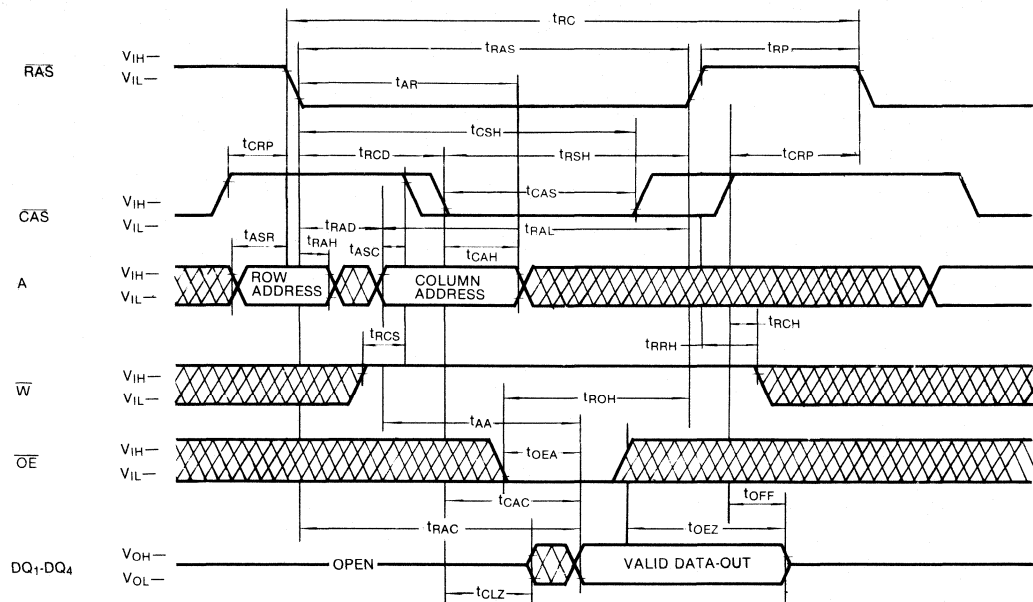 tRC
tRAS
tRP
RAS
VIH—
VIL—
tAR
tCSH
tCRP
tRCD
tRSH
tCRP
tCAS
CAS
VIH—
VIL—
tRAD
tRAL
tASR
tRAH
tASC
tCAH
A
VIH—
VIL—
ROW ADDRESS
COLUMN ADDRESS
tRCH
tRCS
tRRH
W
VIH—
VIL—
tROH
tAA
OE
VIH—
VIL—
tOEA
tCAC
tOFF
tRAC
tOEZ
DQ1-DQ4
VOH—
VOL—
OPEN
VALID DATA-OUT
tCLZ